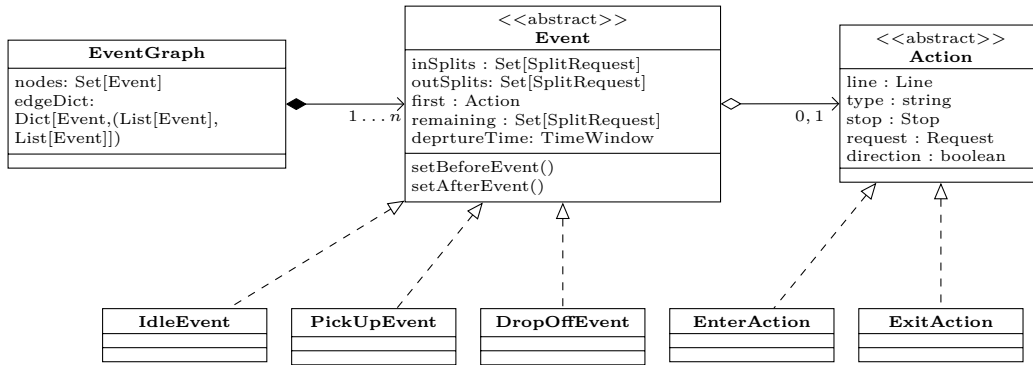 EventGraph
nodes: Set[Event]
edgeDict:
Dict[Event,(List[Event],
List[Event]])
1 … n
<<abstract>>
Event
inSplits : Set[SplitRequest]
outSplits: Set[SplitRequest]
first : Action
remaining : Set[SplitRequest]
deprtureTime: TimeWindow
setBeforeEvent()
setAfterEvent()
0, 1
<<abstract>>
Action
line : Line
type : string
stop : Stop
request : Request
direction : boolean
IdleEvent
PickUpEvent
DropOffEvent
EnterAction
ExitAction